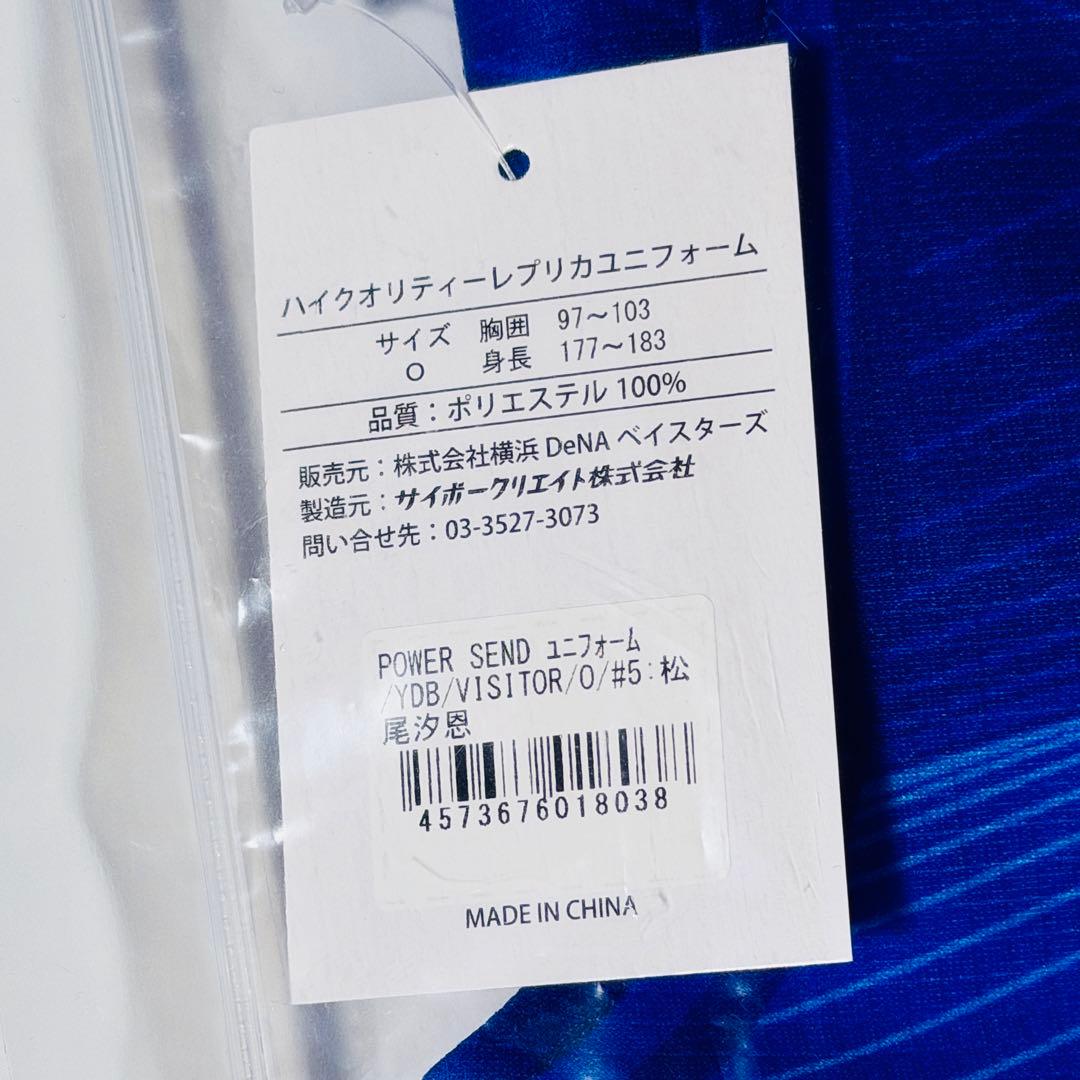 ハイクオリティーレプリカユニフォーム
サイズ 胸囲 97～103
O 身長 177～183
品質：ポリエステル 100%
販売元：株式会社横浜 DeNA ベイスターズ
製造元：サイボークリエイト株式会社
問い合せ先：03-3527-3073
POWER SEND ユニフォーム
/YDB/VISITOR/O/#5:松
尾汐恩
4573676018038
MADE IN CHINA